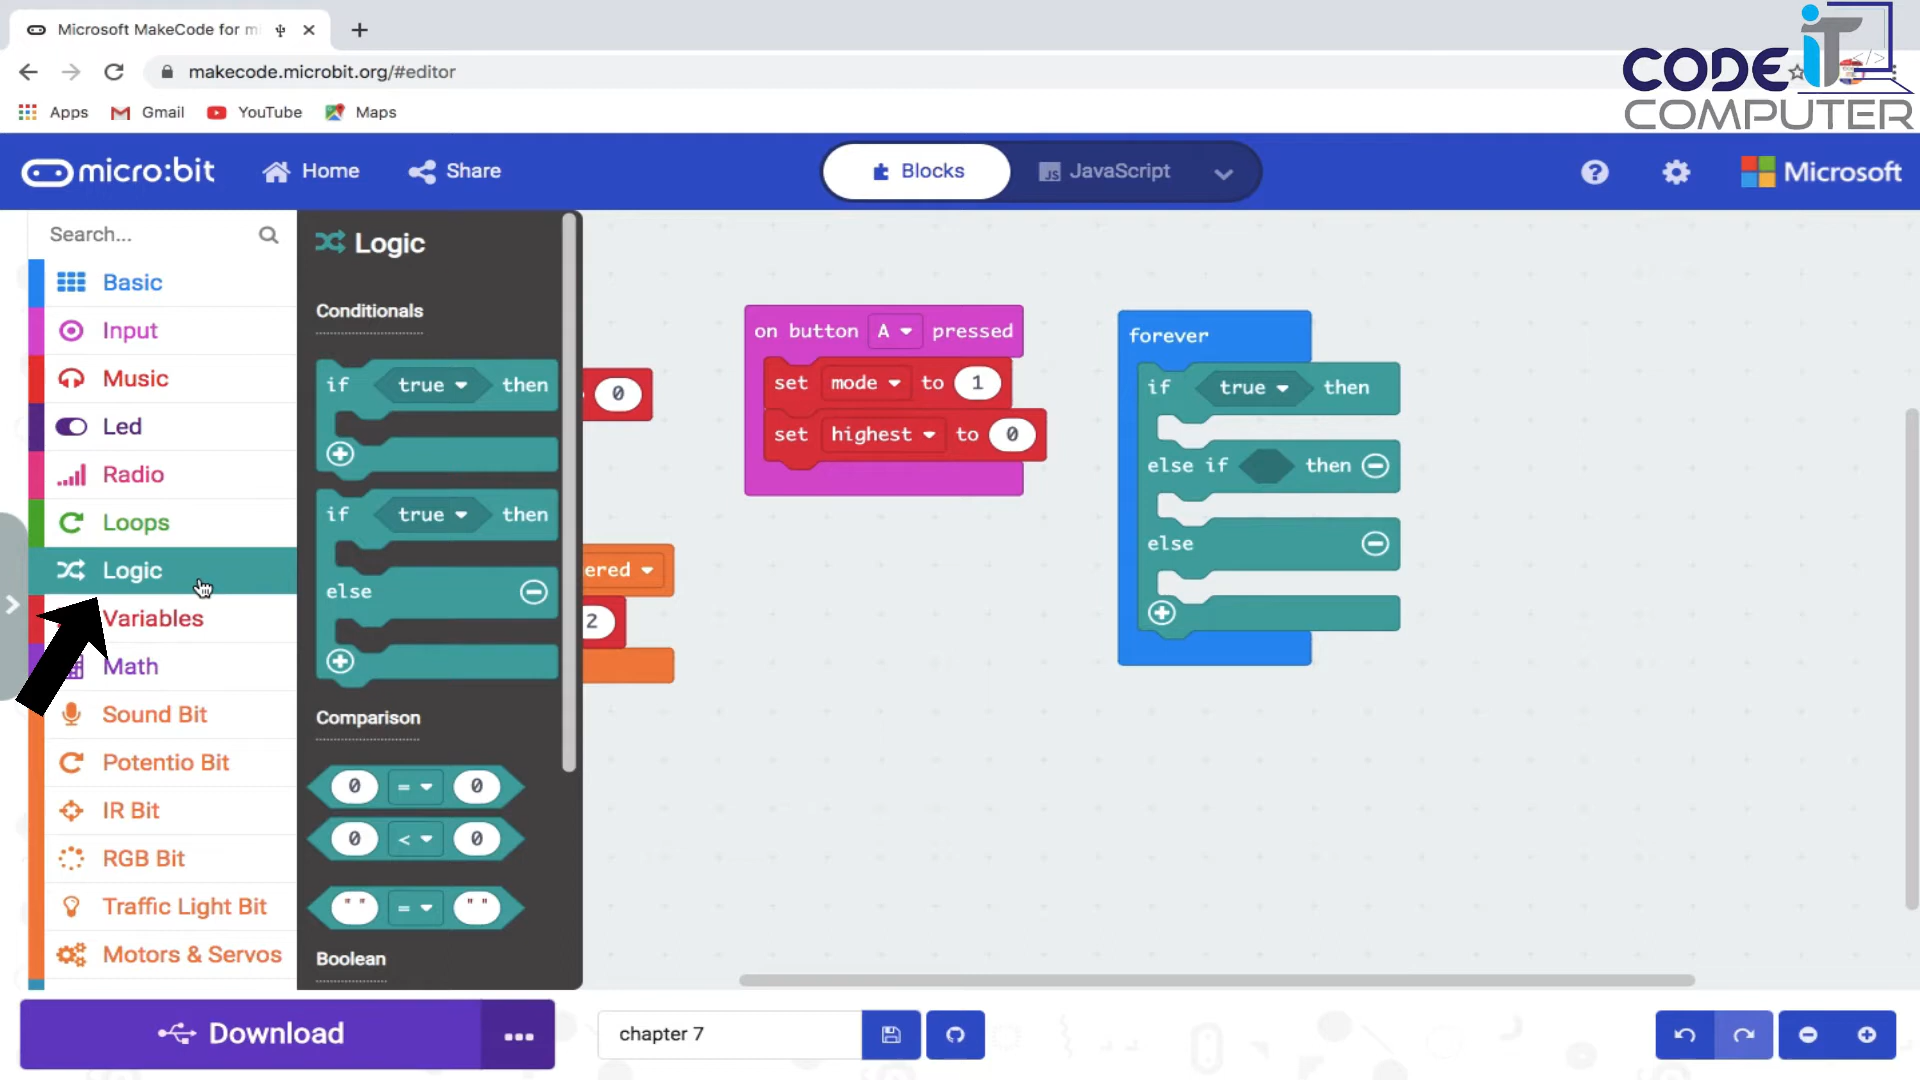 Microsoft MakeCode for mi
makecode.microbit.org/#editor
CODE iT
COMPUTER
Apps Gmail YouTube Maps
micro:bit Home Share Blocks JS JavaScript ? Microsoft
Search...
Basic
Input
Music
Led
Radio
Loops
Logic
Variables
Math
Sound Bit
Potentio Bit
IR Bit
RGB Bit
Traffic Light Bit
Motors & Servos
Logic
Conditionals
if true then
if true then
else
Comparison
0 = 0
0 < 0
" " = " "
Boolean
0
ered
2
on button A pressed
set mode to 1
set highest to 0
forever
if true then
else if then
else
Download ...
chapter 7